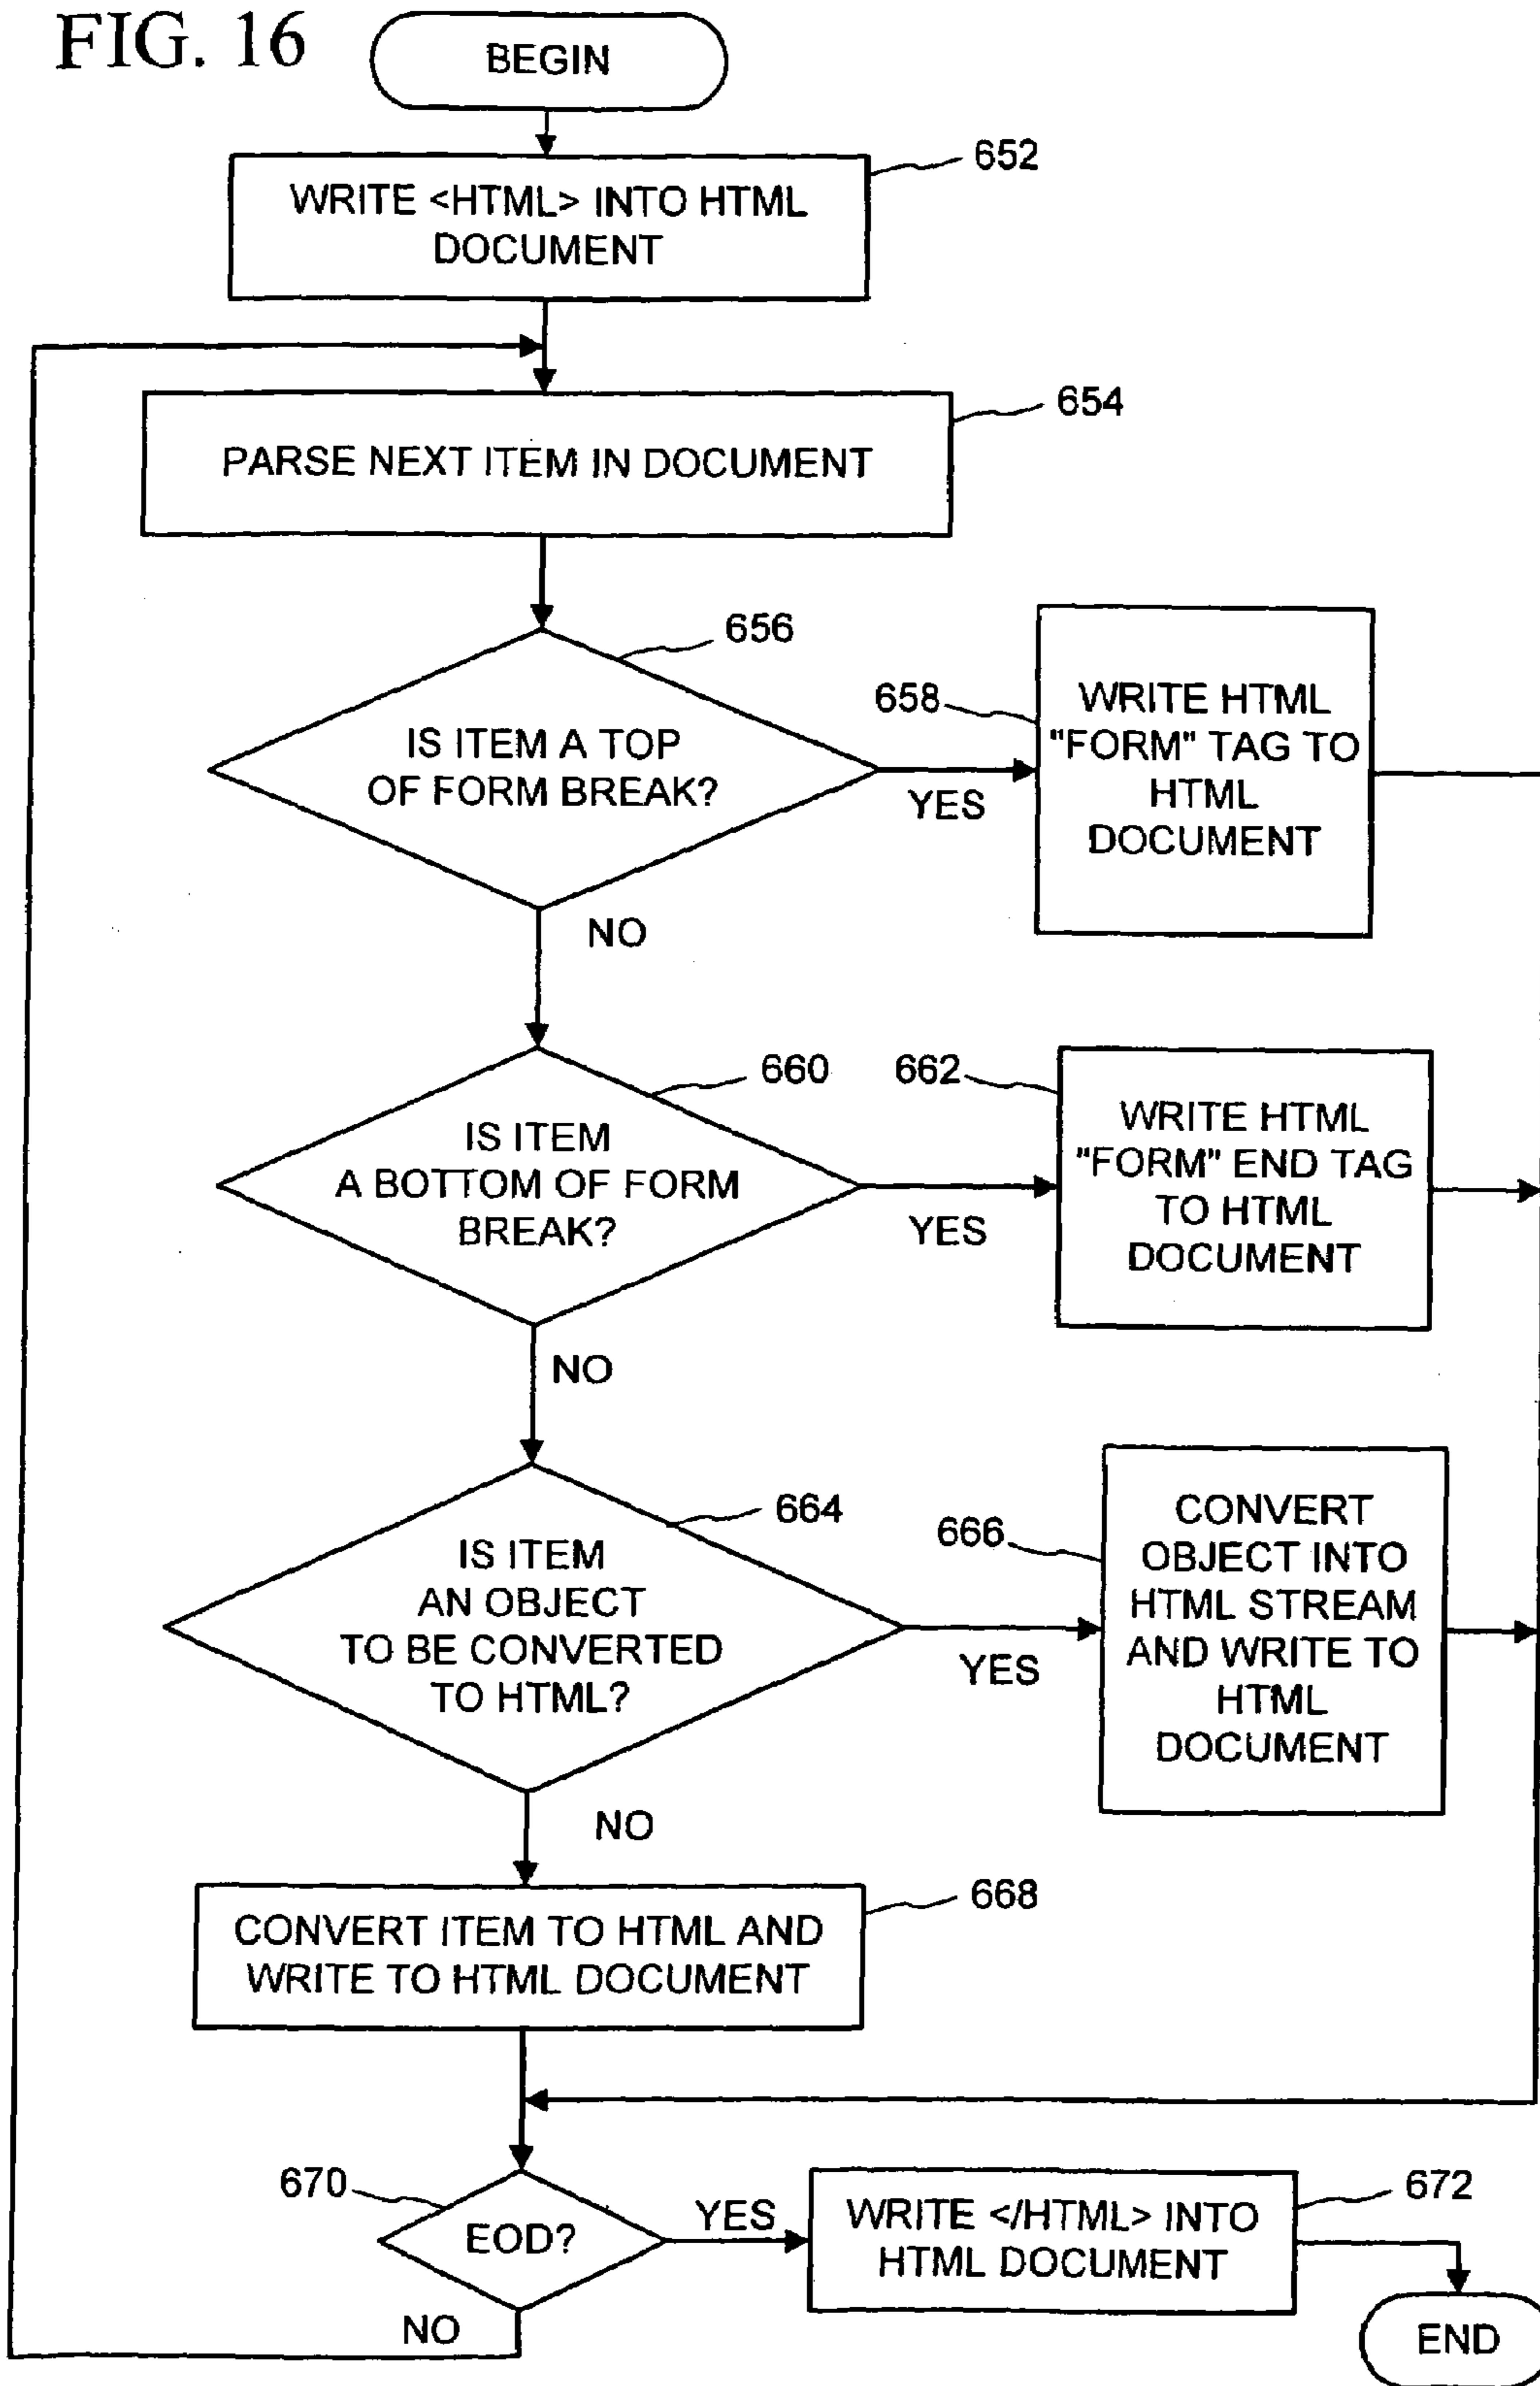 FIG. 16
BEGIN
652
WRITE <HTML> INTO HTML
DOCUMENT
654
PARSE NEXT ITEM IN DOCUMENT
656
IS ITEM A TOP
OF FORM BREAK?
YES
658
WRITE HTML
"FORM" TAG TO
HTML
DOCUMENT
NO
660
IS ITEM
A BOTTOM OF FORM
BREAK?
YES
662
WRITE HTML
"FORM" END TAG
TO HTML
DOCUMENT
NO
664
IS ITEM
AN OBJECT
TO BE CONVERTED
TO HTML?
YES
666
CONVERT
OBJECT INTO
HTML STREAM
AND WRITE TO
HTML
DOCUMENT
NO
668
CONVERT ITEM TO HTML AND
WRITE TO HTML DOCUMENT
670
EOD?
YES
672
WRITE </HTML> INTO
HTML DOCUMENT
NO
END